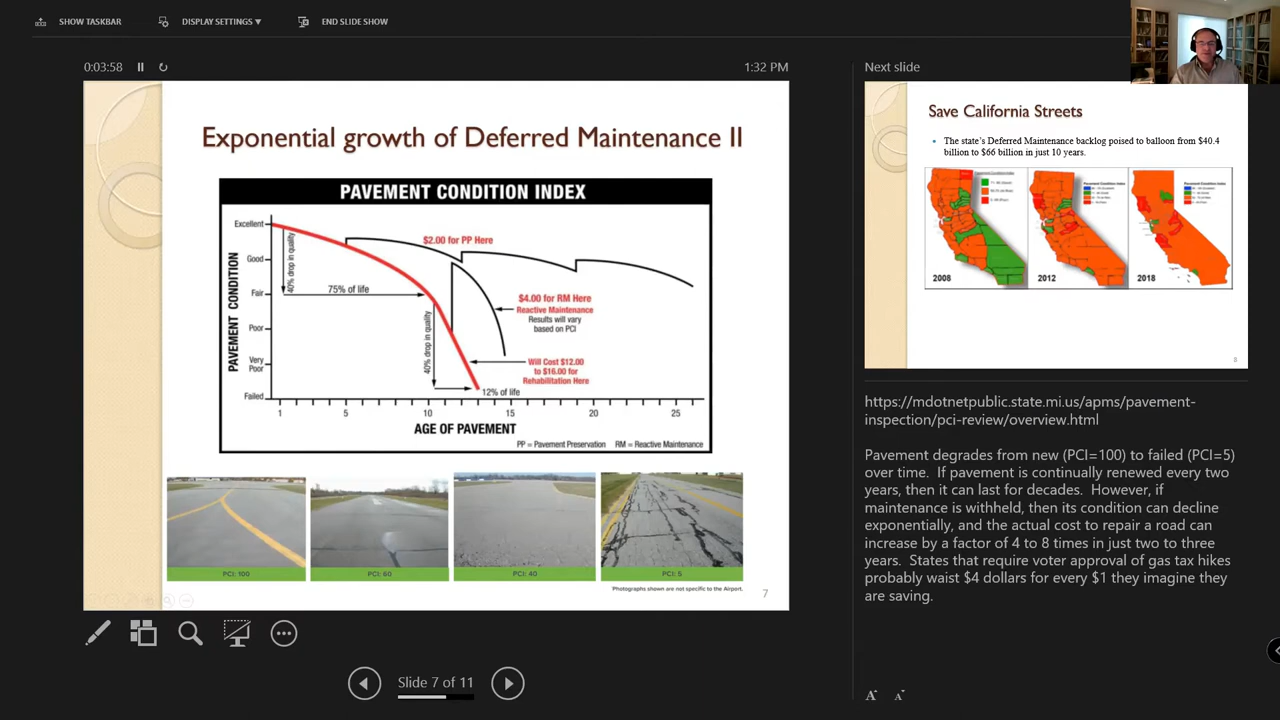 SHOW TASKBAR
DISPLAY SETTINGS ▼
END SLIDE SHOW
0:03:58
1:32 PM
Exponential growth of Deferred Maintenance II
PAVEMENT CONDITION INDEX
PAVEMENT CONDITION
Excellent
Good
Fair
Poor
Very
Poor
Failed
40% drop in quality
75% of life
40% drop in quality
12% of life
$2.00 for PP Here
$4.00 for RM Here
Reactive Maintenance
Results will vary
based on PCI
Will Cost $12.00
to $16.00 for
Rehabilitation Here
1 5 10 15 20 25
AGE OF PAVEMENT
PP = Pavement Preservation RM = Reactive Maintenance
PCI: 100
PCI: 60
PCI: 40
PCI: 5
*Photographs shown are not specific to the Airport.
7
Slide 7 of 11
Next slide
Save California Streets
• The state's Deferred Maintenance backlog poised to balloon from $40.4
billion to $66 billion in just 10 years.
Pavement Condition Index
Pavement Condition Index
2008
2012
2018
8
https://mdotnetpublic.state.mi.us/apms/pavement-
inspection/pci-review/overview.html
Pavement degrades from new (PCI=100) to failed (PCI=5)
over time. If pavement is continually renewed every two
years, then it can last for decades. However, if
maintenance is withheld, then its condition can decline
exponentially, and the actual cost to repair a road can
increase by a factor of 4 to 8 times in just two to three
years. States that require voter approval of gas tax hikes
probably waist $4 dollars for every $1 they imagine they
are saving.
A
A